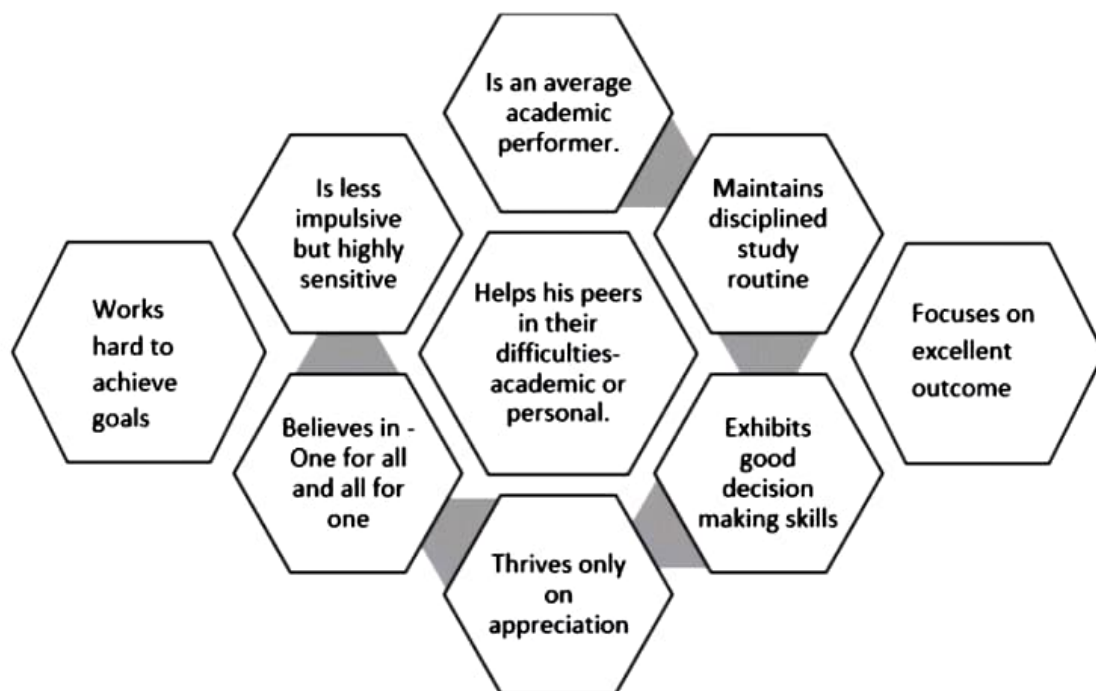 Is an average
academic
performer.
Is less
impulsive
but highly
sensitive
Maintains
disciplined
study
routine
Works
hard to
achieve
goals
Helps his peers
in their
difficulties-
academic or
personal.
Focuses on
excellent
outcome
Believes in -
One for all
and all for
one
Exhibits
good
decision
making skills
Thrives only
on
appreciation